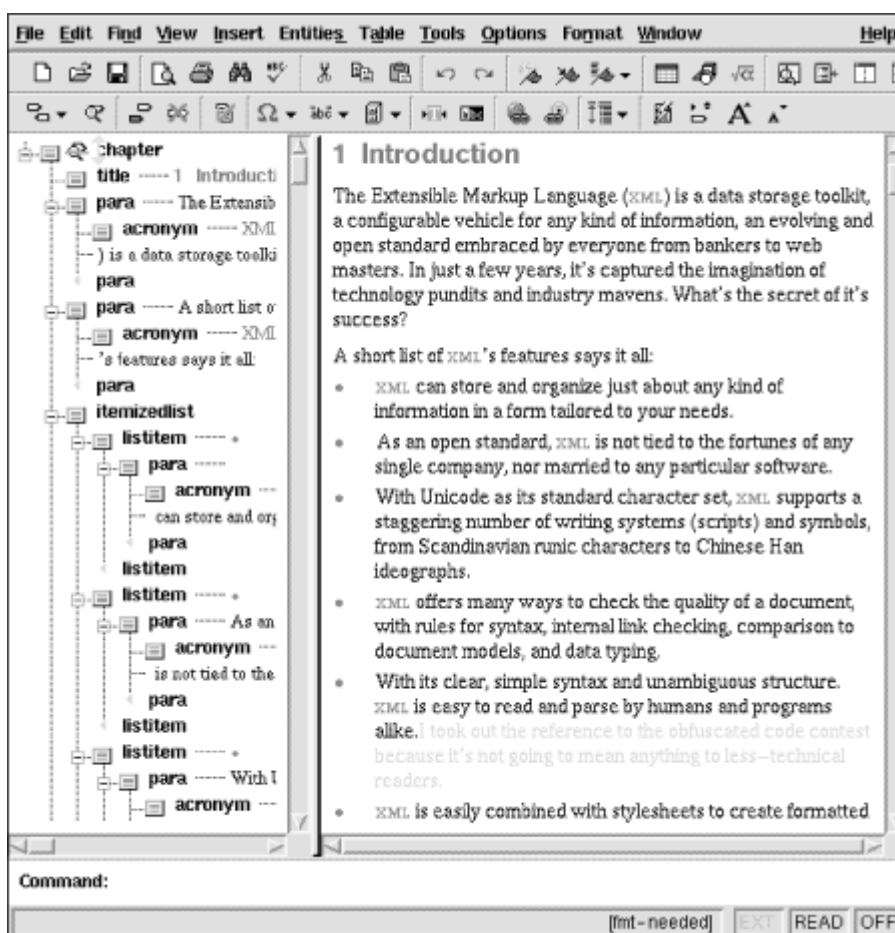 File Edit Find View Insert Entities Table Tools Options Format Window Help
chapter
title 1 Introducti
para The Extensib
acronym XML
) is a data storage toolki
para
para A short list o
acronym XML
's features says it all:
para
itemizedlist
listitem
para
acronym
can store and org
para
listitem
listitem
para As an
acronym
is not tied to the
para
listitem
listitem
para With U
acronym
1 Introduction
The Extensible Markup Language (XML) is a data storage toolkit,
a configurable vehicle for any kind of information, an evolving and
open standard embraced by everyone from bankers to web
masters. In just a few years, it's captured the imagination of
technology pundits and industry mavens. What's the secret of it's
success?
A short list of XML's features says it all:
XML can store and organize just about any kind of
information in a form tailored to your needs.
As an open standard, XML is not tied to the fortunes of any
single company, nor married to any particular software.
With Unicode as its standard character set, XML supports a
staggering number of writing systems (scripts) and symbols,
from Scandinavian runic characters to Chinese Han
ideographs.
XML offers many ways to check the quality of a document,
with rules for syntax, internal link checking, comparison to
document models, and data typing.
With its clear, simple syntax and unambiguous structure.
XML is easy to read and parse by humans and programs
alike. I took out the reference to the obfuscated code contest
because it's not going to mean anything to less-technical
readers.
XML is easily combined with stylesheets to create formatted
Command:
[fmt-needed] EXT READ OFF